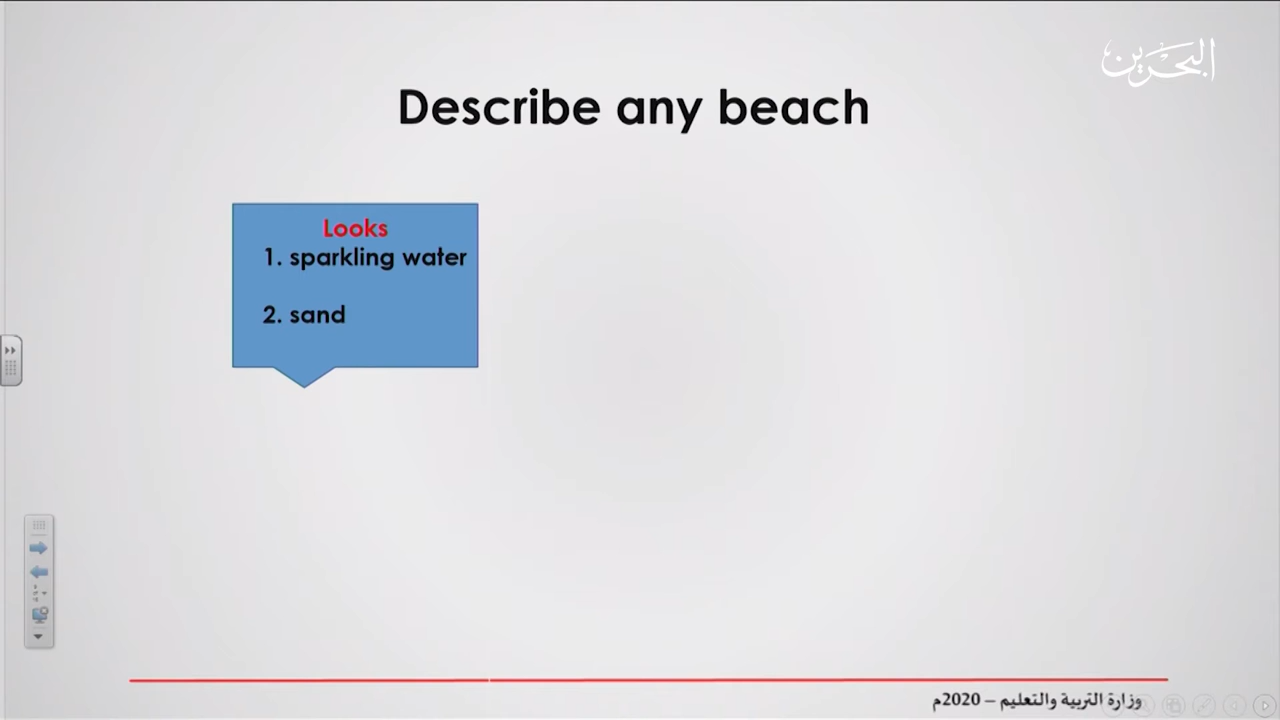 البحرين
Describe any beach
Looks
1. sparkling water
2. sand
وزارة التربية والتعليم – 2020م